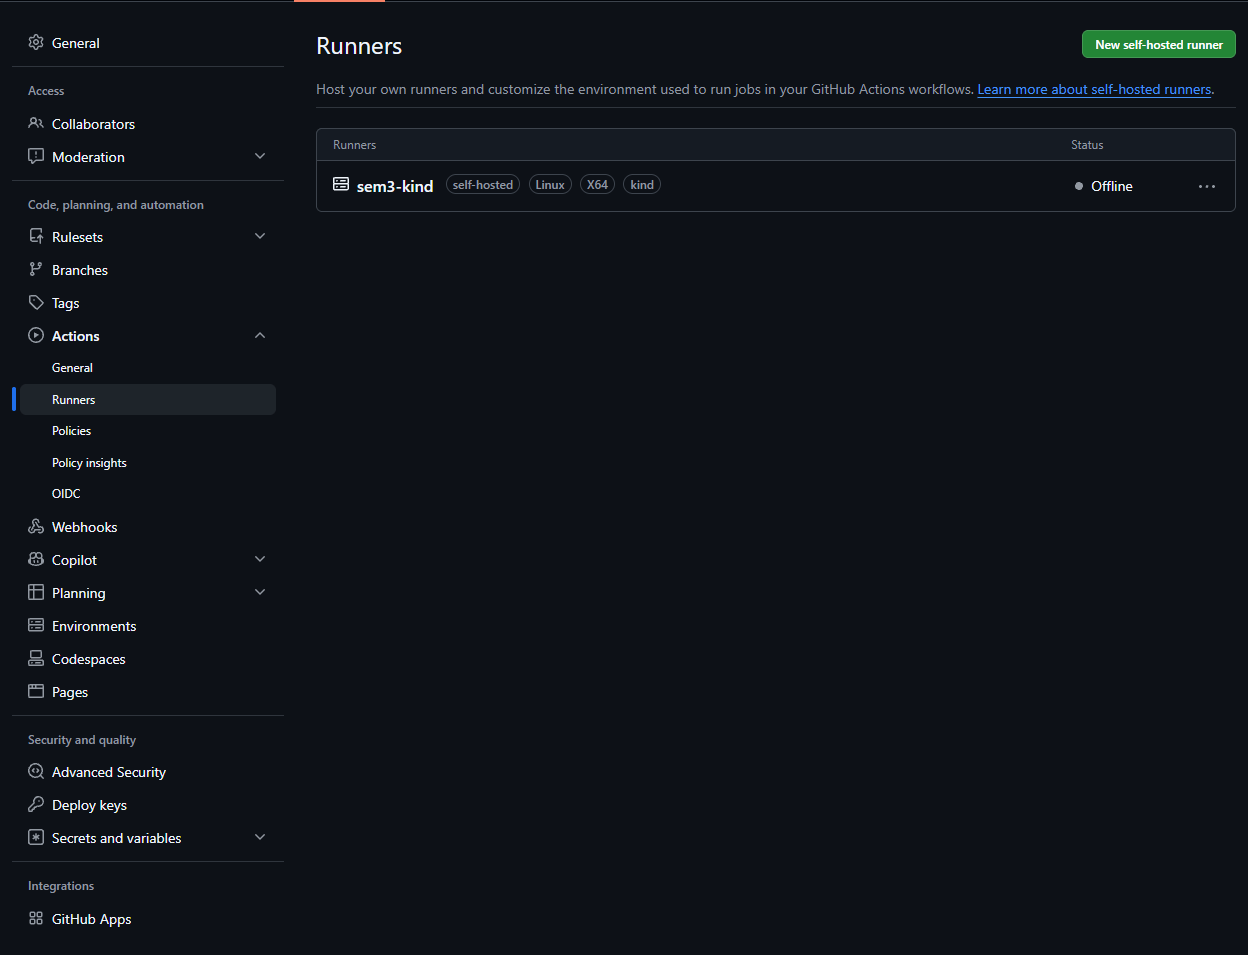 General
Access
Collaborators
Moderation
Code, planning, and automation
Rulesets
Branches
Tags
Actions
General
Runners
Policies
Policy insights
OIDC
Webhooks
Copilot
Planning
Environments
Codespaces
Pages
Security and quality
Advanced Security
Deploy keys
Secrets and variables
Integrations
GitHub Apps
Runners
New self-hosted runner
Host your own runners and customize the environment used to run jobs in your GitHub Actions workflows. Learn more about self-hosted runners.
Runners Status
sem3-kind self-hosted Linux X64 kind Offline